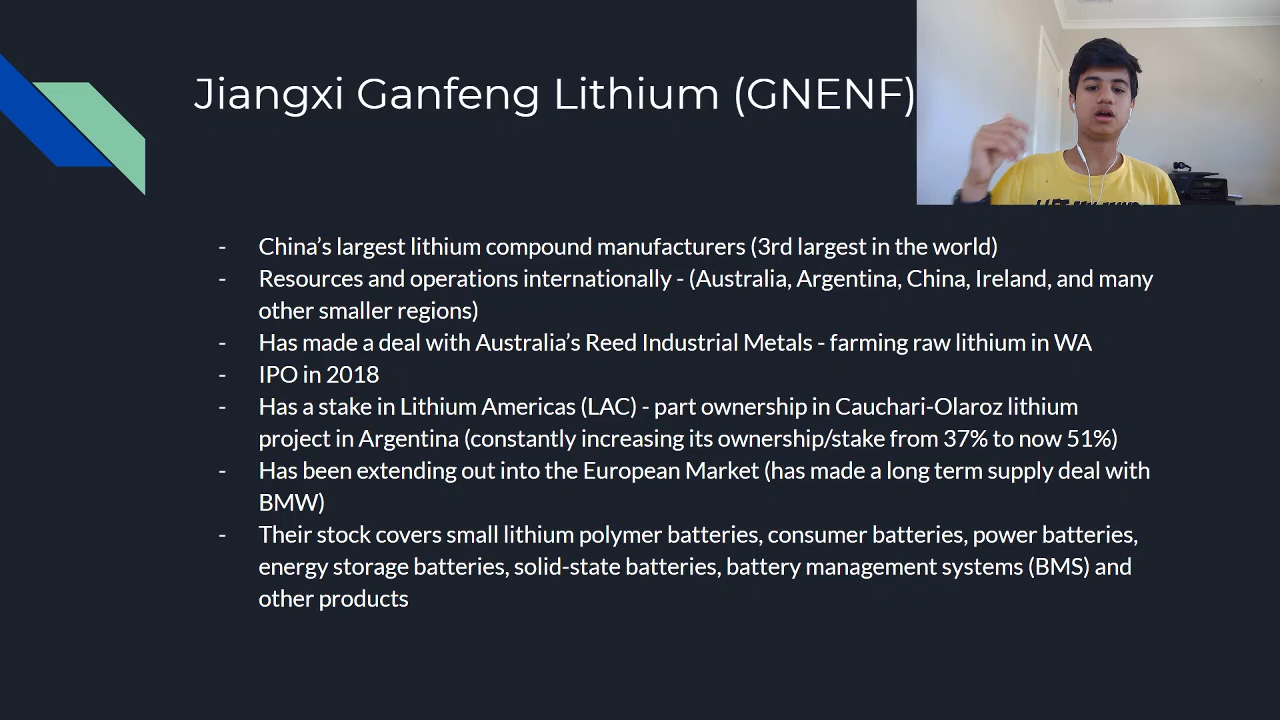 Jiangxi Ganfeng Lithium (GNENF)
- China’s largest lithium compound manufacturers (3rd largest in the world)
- Resources and operations internationally - (Australia, Argentina, China, Ireland, and many
other smaller regions)
- Has made a deal with Australia’s Reed Industrial Metals - farming raw lithium in WA
- IPO in 2018
- Has a stake in Lithium Americas (LAC) - part ownership in Cauchari-Olaroz lithium
project in Argentina (constantly increasing its ownership/stake from 37% to now 51%)
- Has been extending out into the European Market (has made a long term supply deal with
BMW)
- Their stock covers small lithium polymer batteries, consumer batteries, power batteries,
energy storage batteries, solid-state batteries, battery management systems (BMS) and
other products